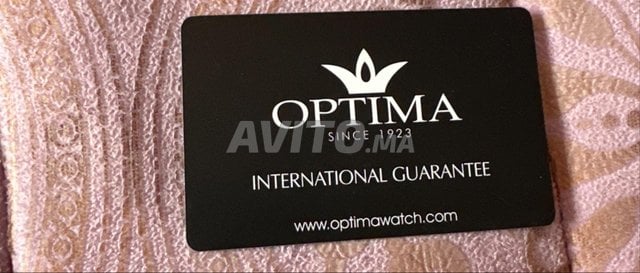 OPTIMA
SINCE 1923
AVITO.MA
INTERNATIONAL GUARANTEE
www.optimawatch.com